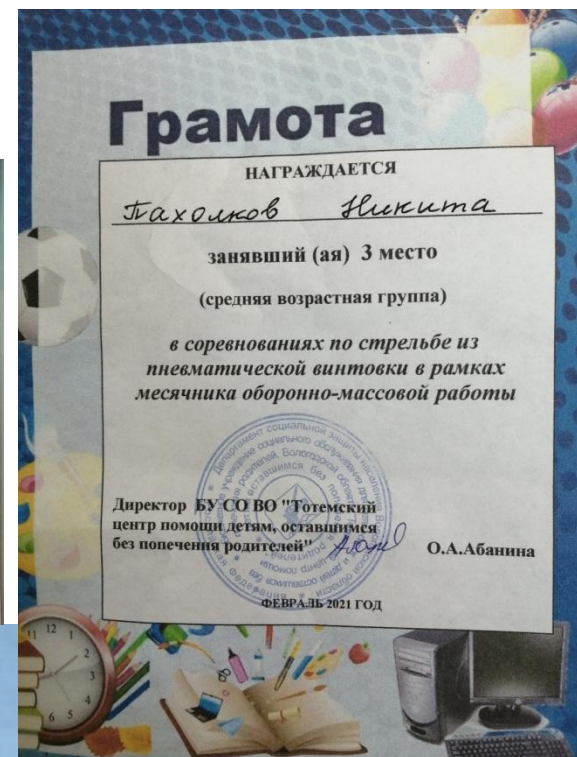 Грамота
НАГРАЖДАЕТСЯ
Пахолков Никита
занявший (ая) 3 место
(средняя возрастная группа)
в соревнованиях по стрельбе из
пневматической винтовки в рамках
месячника оборонно-массовой работы
Директор БУ СО ВО "Тотемский
центр помощи детям, оставшимся
без попечения родителей"
О.А.Абанина
ФЕВРАЛЬ 2021 ГОД